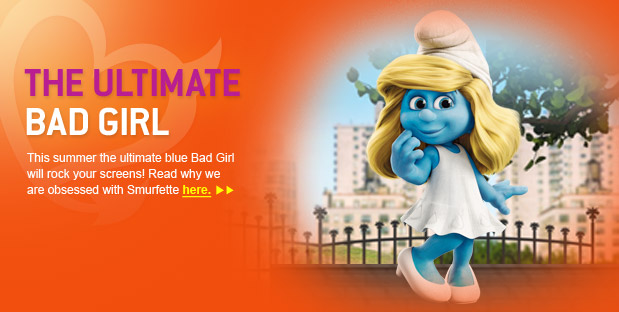 THE ULTIMATE
BAD GIRL
This summer the ultimate blue Bad Girl
will rock your screens! Read why we
are obsessed with Smurfette here.